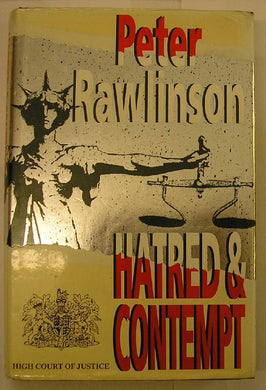 Peter
Rawlinson
HATRED &
CONTEMPT
HIGH COURT OF JUSTICE